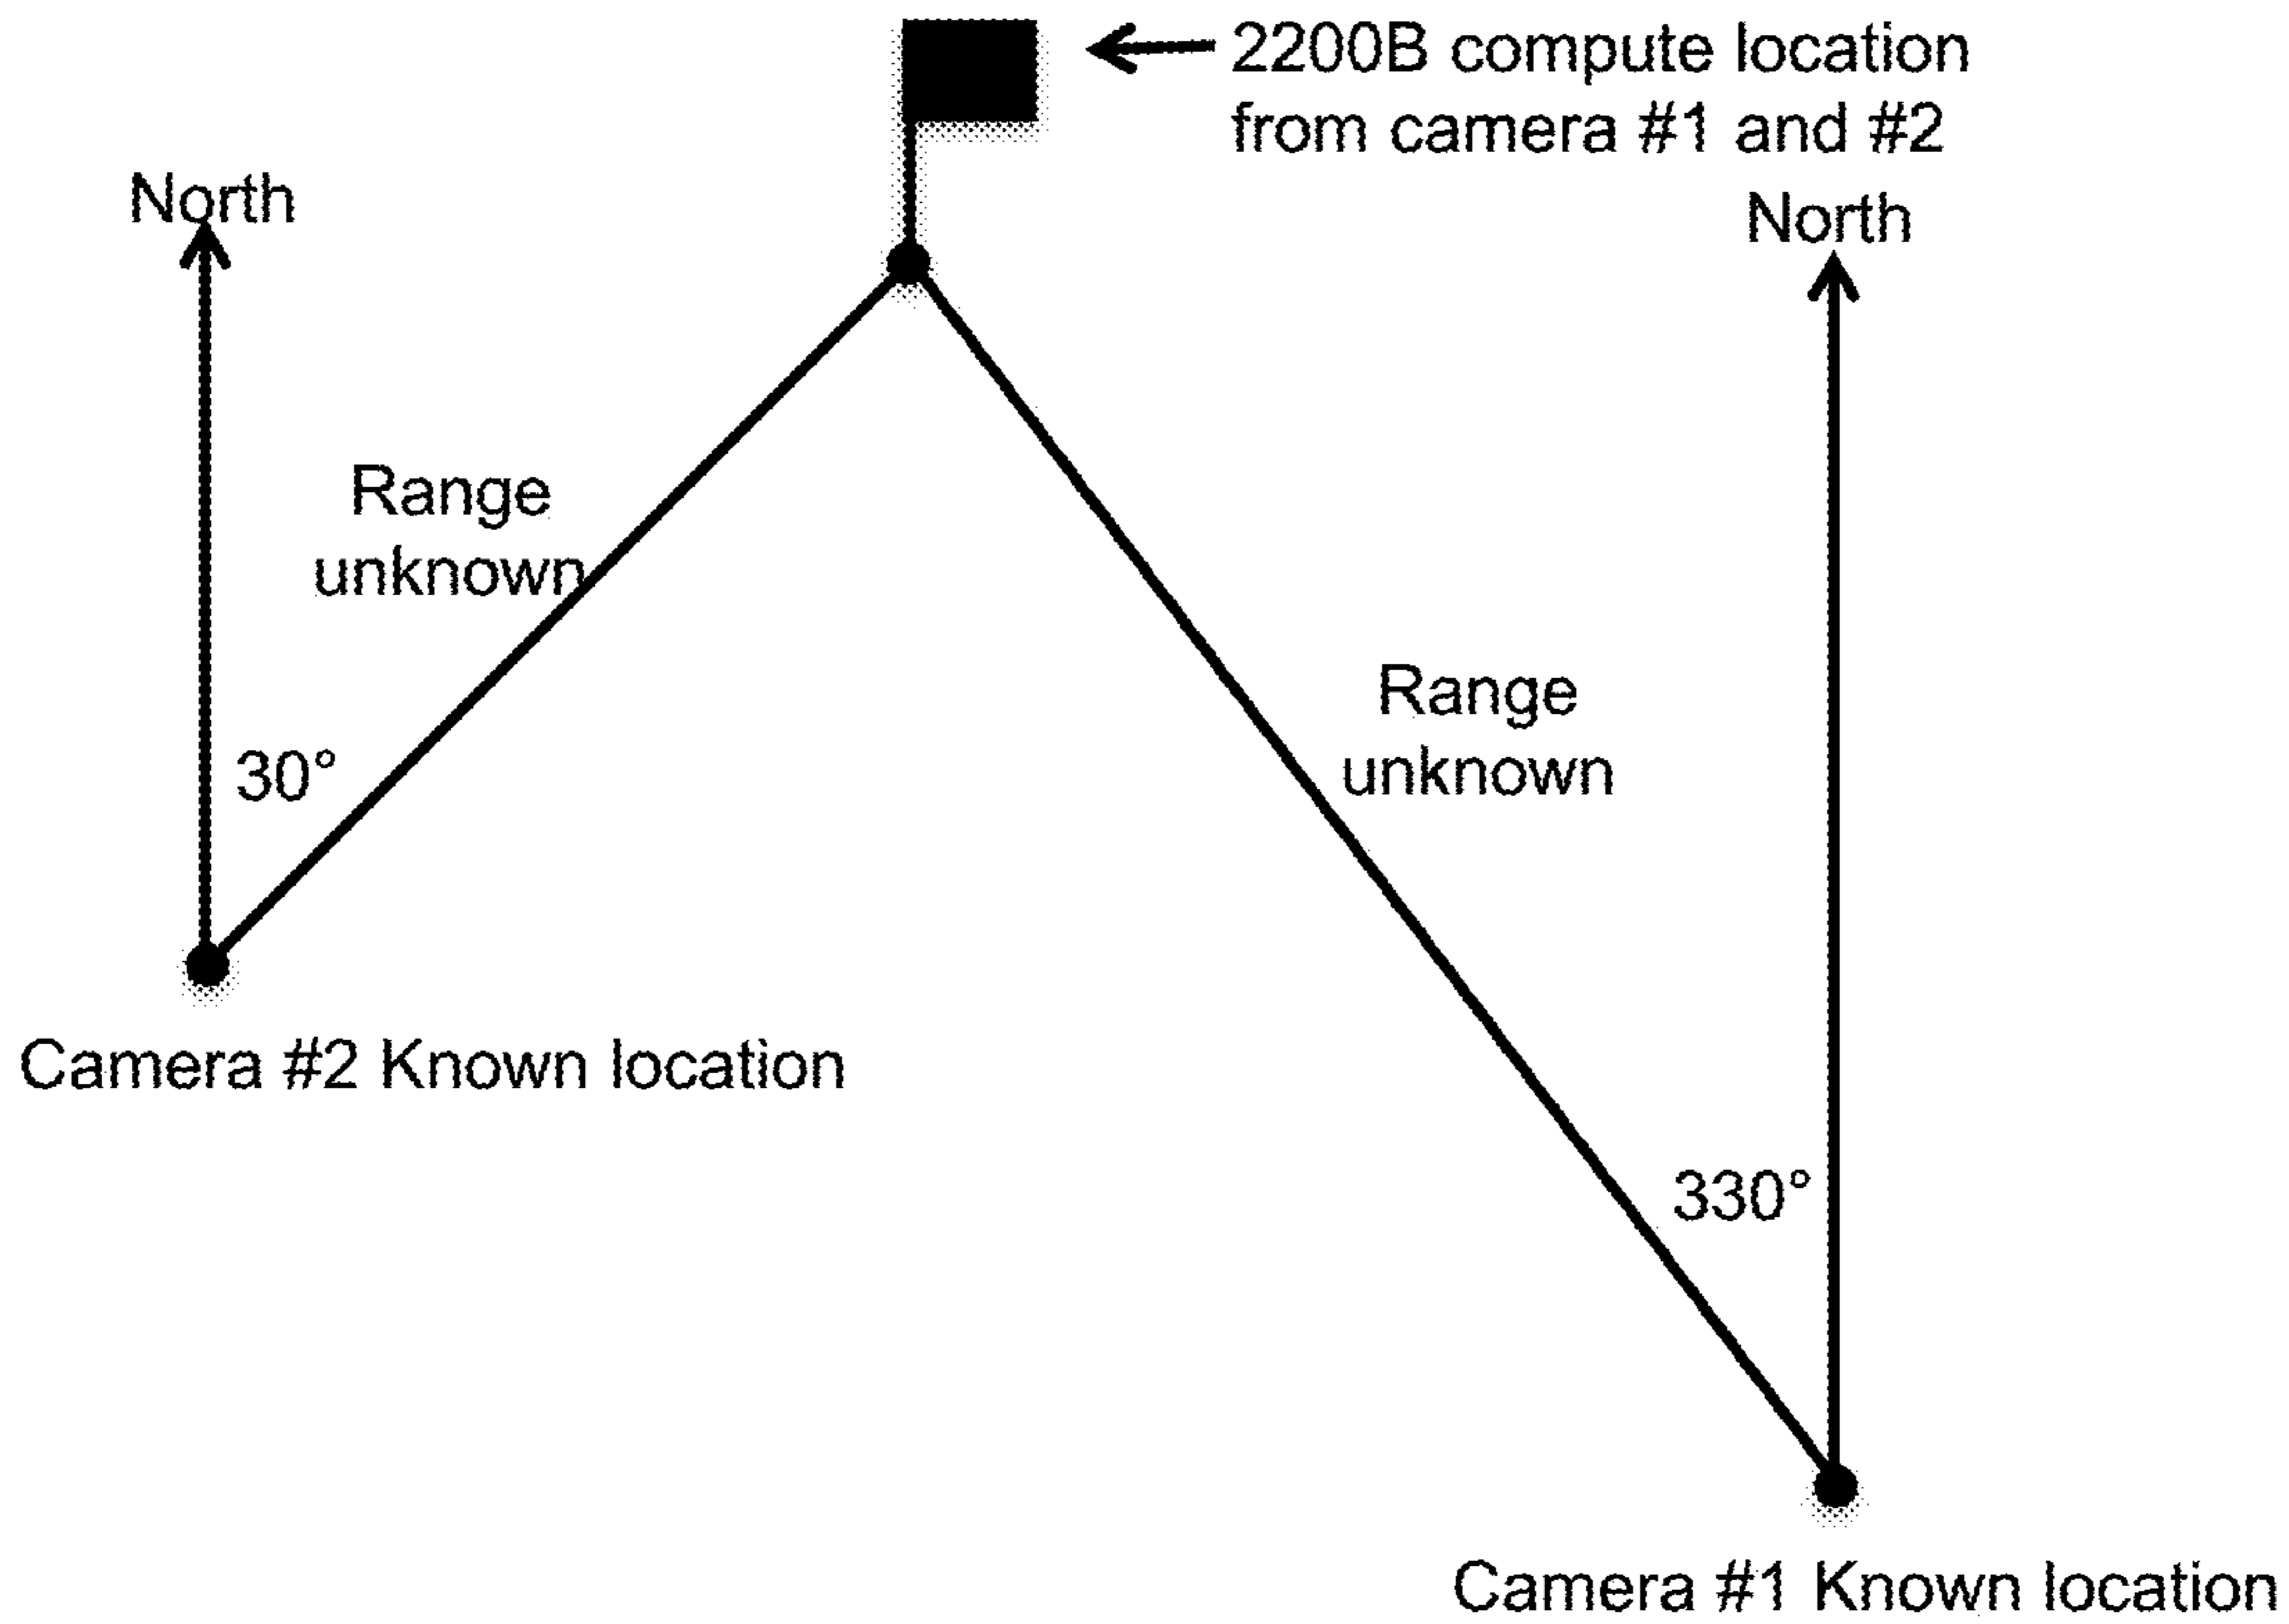 2200B compute location
from camera #1 and #2
North
North
Range
unknown
Range
unknown
30°
Camera #2 Known location
330°
Camera #1 Known location